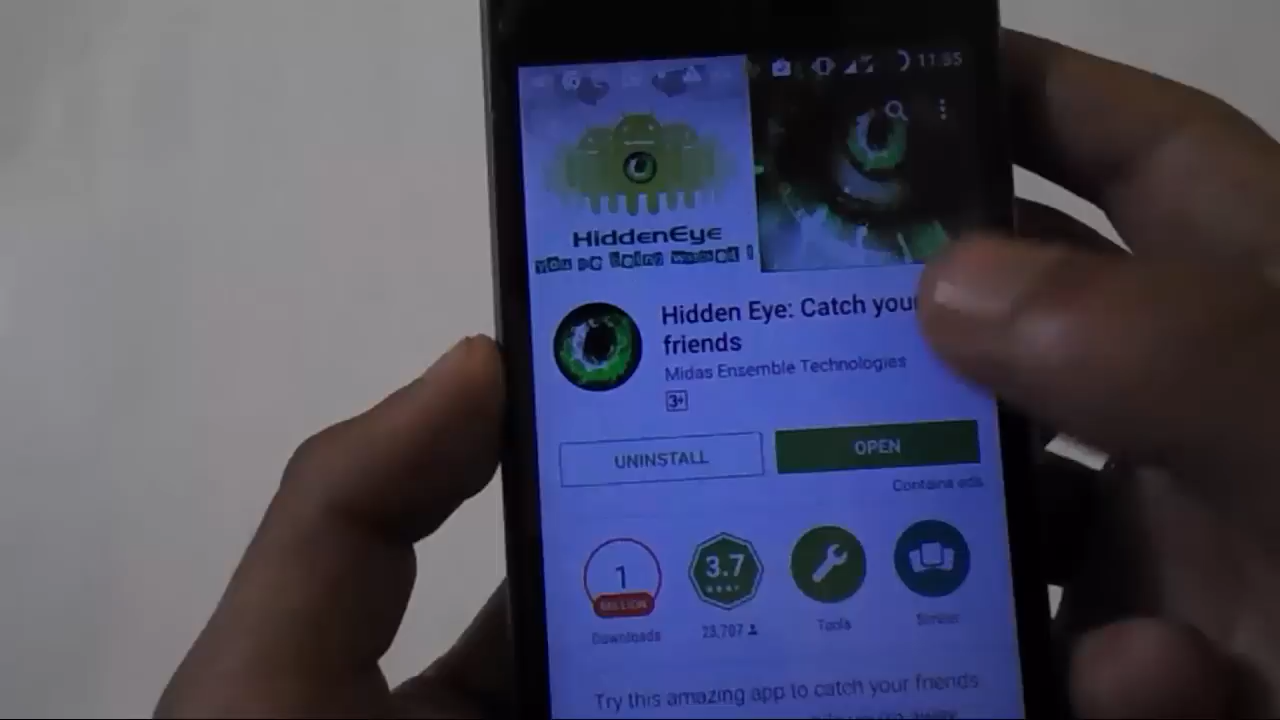 11:55
HiddenEye
Hidden Eye: Catch your
friends
Midas Ensemble Technologies
3+
UNINSTALL
OPEN
Contains ads
1
MILLION
3.7
Downloads
23,707
Tools
Similar
Try this amazing app to catch your friends